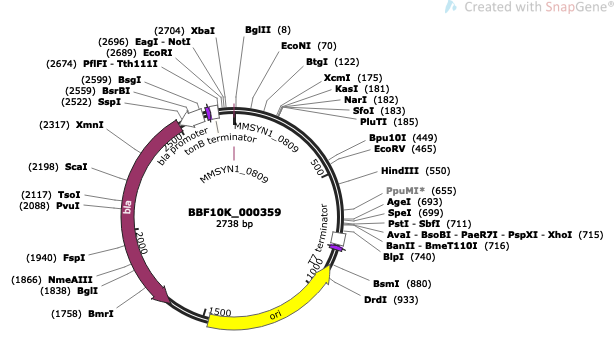 Created with SnapGene®
(2704) XbaI
BglII (8)
(2696) EagI - NotI
EcoNI (70)
(2689) EcoRI
(2674) PflFI - Tth111I
BtgI (122)
(2599) BsgI
XcmI (175)
(2559) BsrBI
KasI (181)
(2522) SspI
NarI (182)
SfoI (183)
PluTI (185)
(2317) XmnI
Bpu10I (449)
EcoRV (465)
(2198) ScaI
HindIII (550)
(2117) TsoI
(2088) PvuI
PpuMI* (655)
AgeI (693)
SpeI (699)
PstI - SbfI (711)
AvaI - BsoBI - PaeR7I - PspXI - XhoI (715)
BanII - BmeT110I (716)
BlpI (740)
(1940) FspI
(1866) NmeAIII
(1838) BglI
BsmI (880)
DrdI (933)
(1758) BmrI
bla promoter
tonB terminator
MMSYN1_0809
MMSYN1_0809
BBF10K_000359
2738 bp
T7 terminator
bla
ori
500
1000
1500
2000
2500